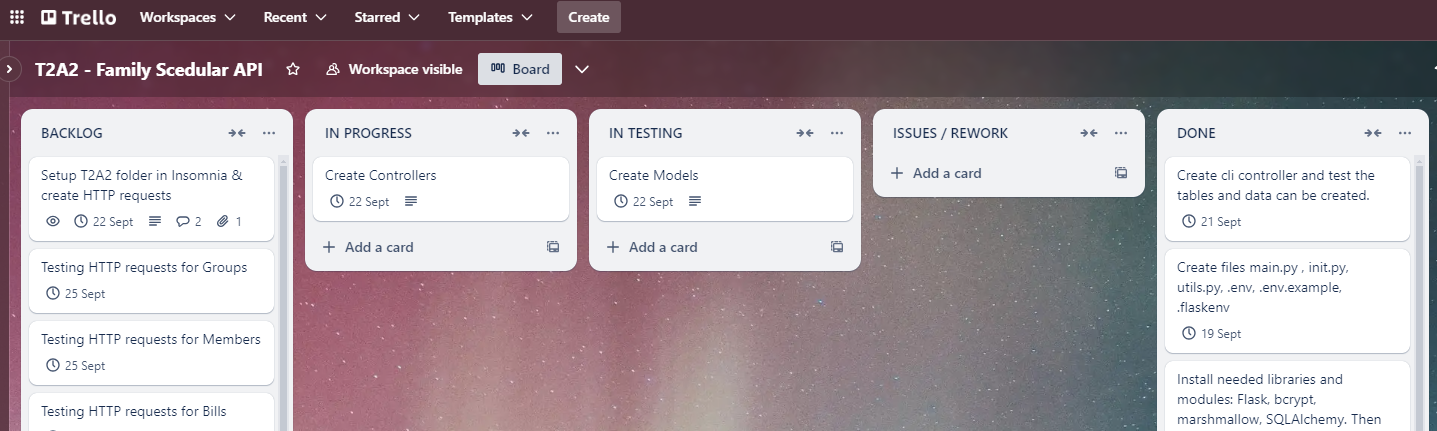 Trello Workspaces Recent Starred Templates Create
T2A2 - Family Scedular API Workspace visible Board
BACKLOG
Setup T2A2 folder in Insomnia &
create HTTP requests
22 Sept 2 1
Testing HTTP requests for Groups
25 Sept
Testing HTTP requests for Members
25 Sept
Testing HTTP requests for Bills
IN PROGRESS
Create Controllers
22 Sept
Add a card
IN TESTING
Create Models
22 Sept
Add a card
ISSUES / REWORK
Add a card
DONE
Create cli controller and test the
tables and data can be created.
21 Sept
Create files main.py , init.py,
utils.py, .env, .env.example,
.flaskenv
19 Sept
Install needed libraries and
modules: Flask, bcrypt,
marshmallow, SQLAlchemy. Then